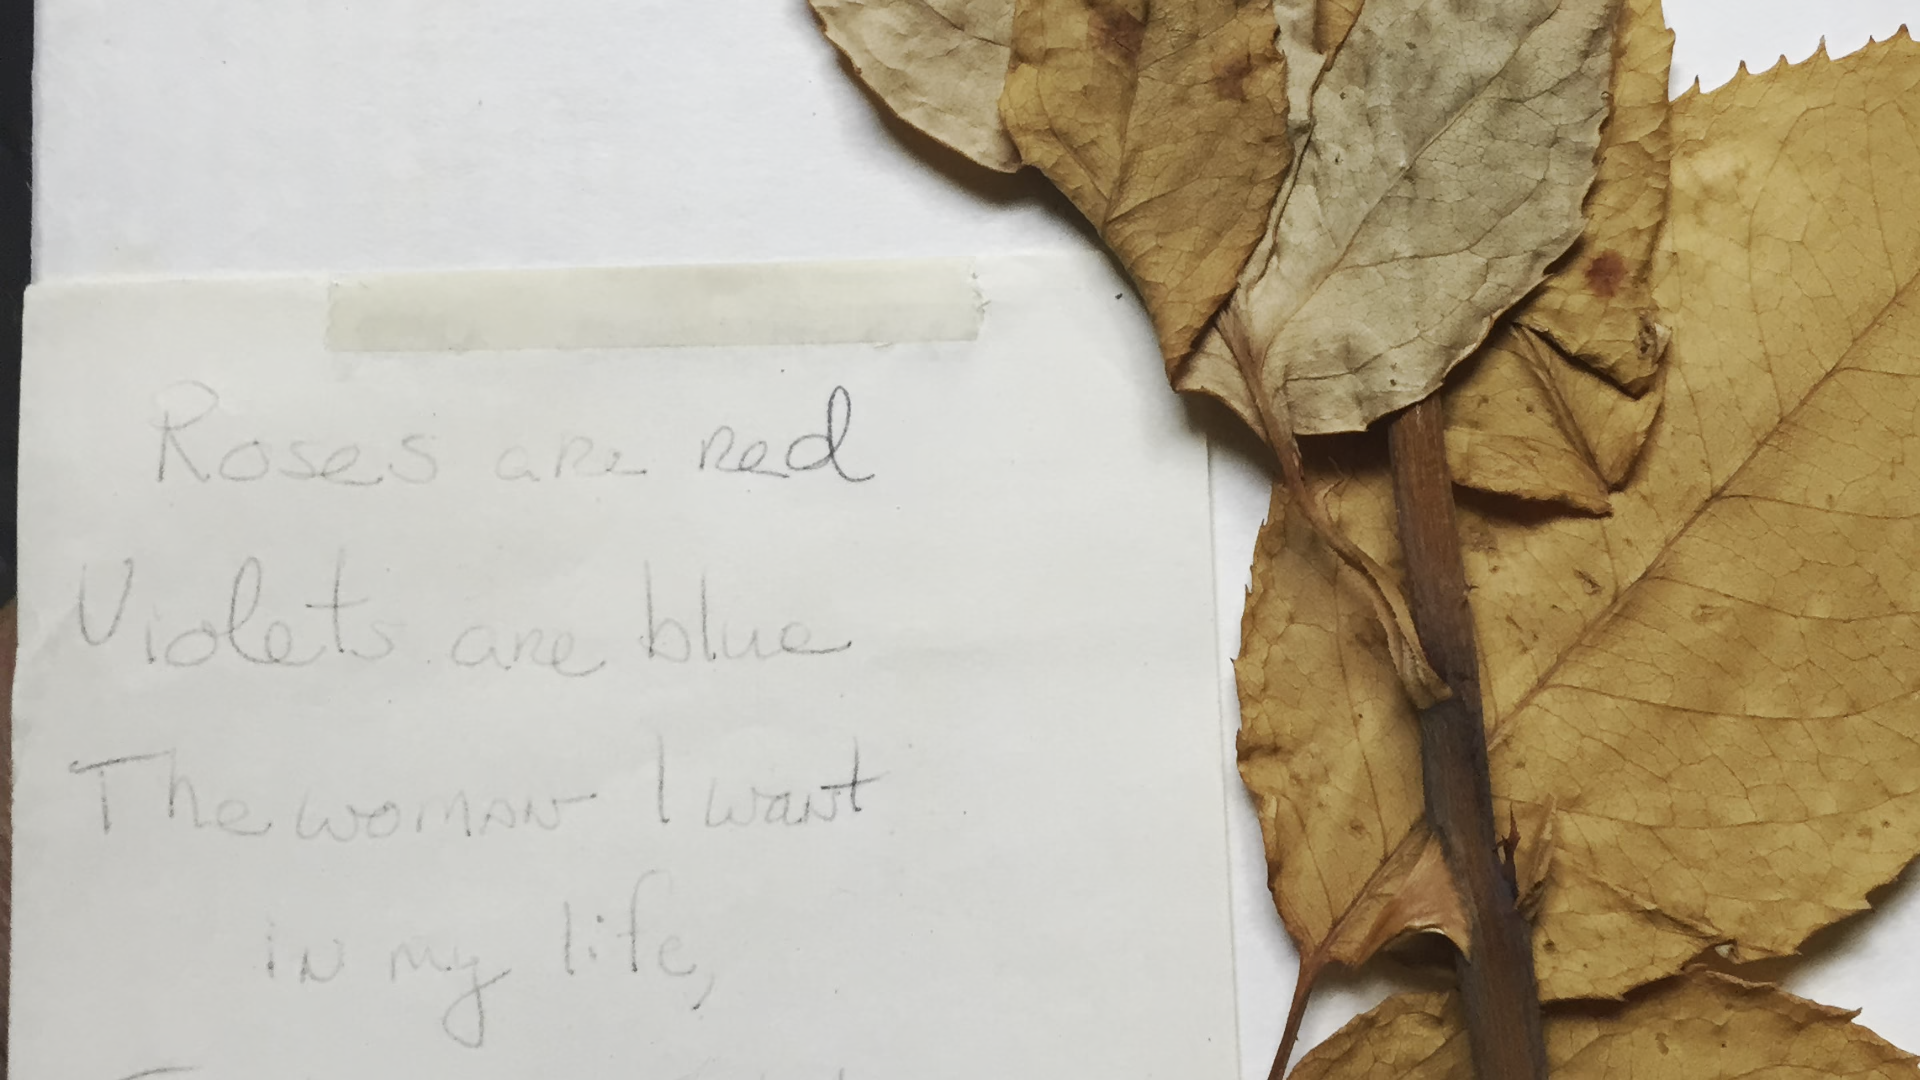 Roses are red
Violets are blue
The woman I want
in my life,